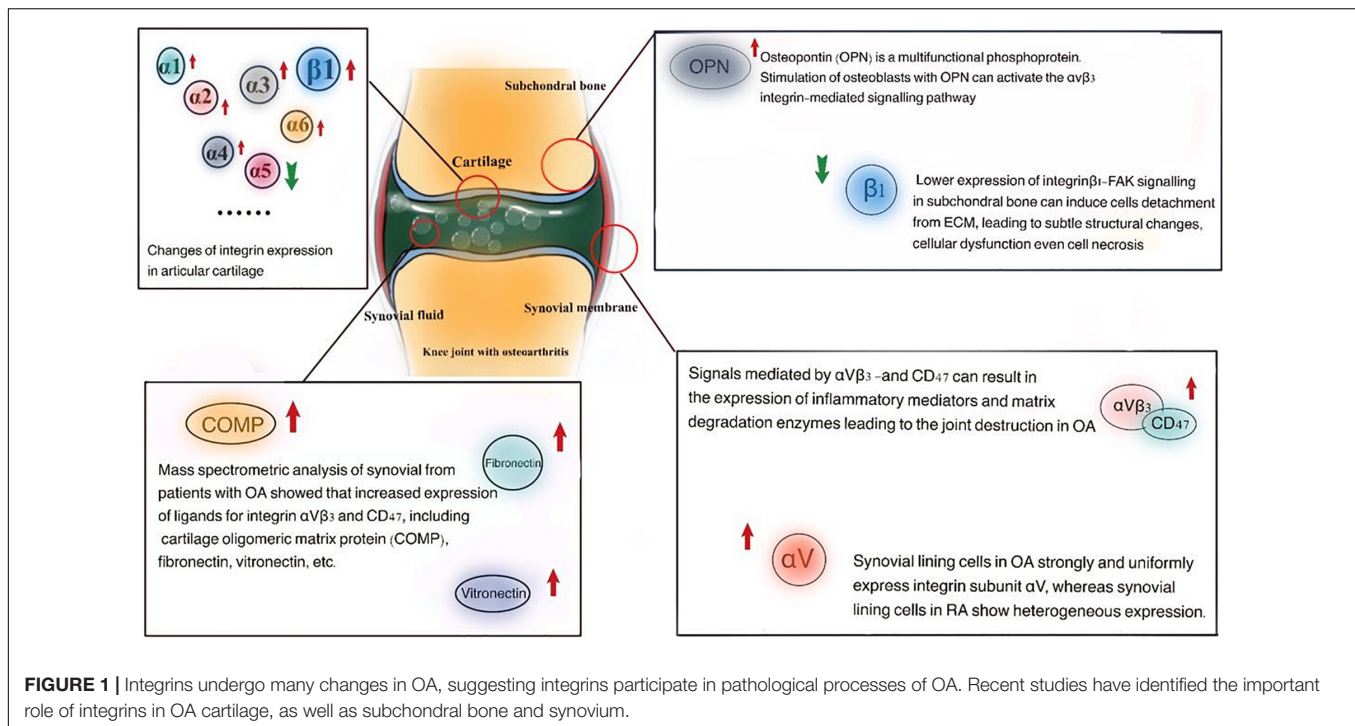 α1
α2
α3
β1
α6
α4
α5
......
Changes of integrin expression
in articular cartilage
Subchondral bone
Cartilage
Synovial fluid
Synovial membrane
Knee joint with osteoarthritis
OPN
Osteopontin (OPN) is a multifunctional phosphoprotein.
Stimulation of osteoblasts with OPN can activate the αvβ3
integrin-mediated signalling pathway
β1
Lower expression of integrinβ1-FAK signalling
in subchondral bone can induce cells detachment
from ECM, leading to subtle structural changes,
cellular dysfunction even cell necrosis
COMP
Fibronectin
Mass spectrometric analysis of synovial from
patients with OA showed that increased expression
of ligands for integrin αVβ3 and CD47, including
cartilage oligomeric matrix protein (COMP),
fibronectin, vitronectin, etc.
Vitronectin
Signals mediated by αVβ3 -and CD47 can result in
the expression of inflammatory mediators and matrix
degradation enzymes leading to the joint destruction in OA
αVβ3
CD47
αV
Synovial lining cells in OA strongly and uniformly
express integrin subunit αV, whereas synovial
lining cells in RA show heterogeneous expression.
FIGURE 1 | Integrins undergo many changes in OA, suggesting integrins participate in pathological processes of OA. Recent studies have identified the important
role of integrins in OA cartilage, as well as subchondral bone and synovium.